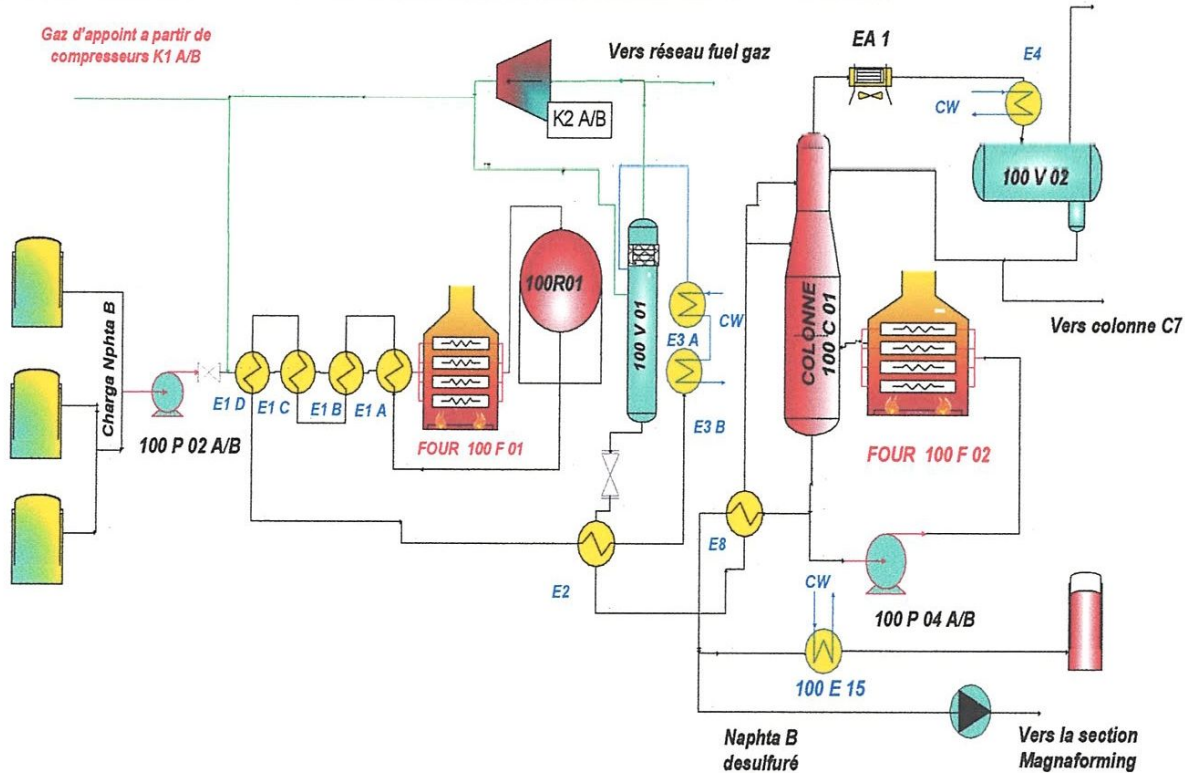 Gaz d'appoint a partir de
compresseurs K1 A/B
K2 A/B
Vers réseau fuel gaz
EA 1
E4
CW
100 V 02
Charga Nphta B
100 P 02 A/B
E1 D
E1 C
E1 B
E1 A
FOUR 100 F 01
100R01
100 V 01
CW
E3 A
E3 B
E2
COLONNE
100 C 01
FOUR 100 F 02
Vers colonne C7
E8
100 P 04 A/B
CW
100 E 15
Naphta B
desulfuré
Vers la section
Magnaforming